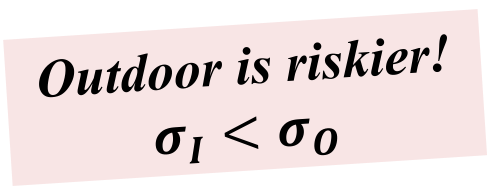 Outdoor is riskier!
σ_I < σ_O